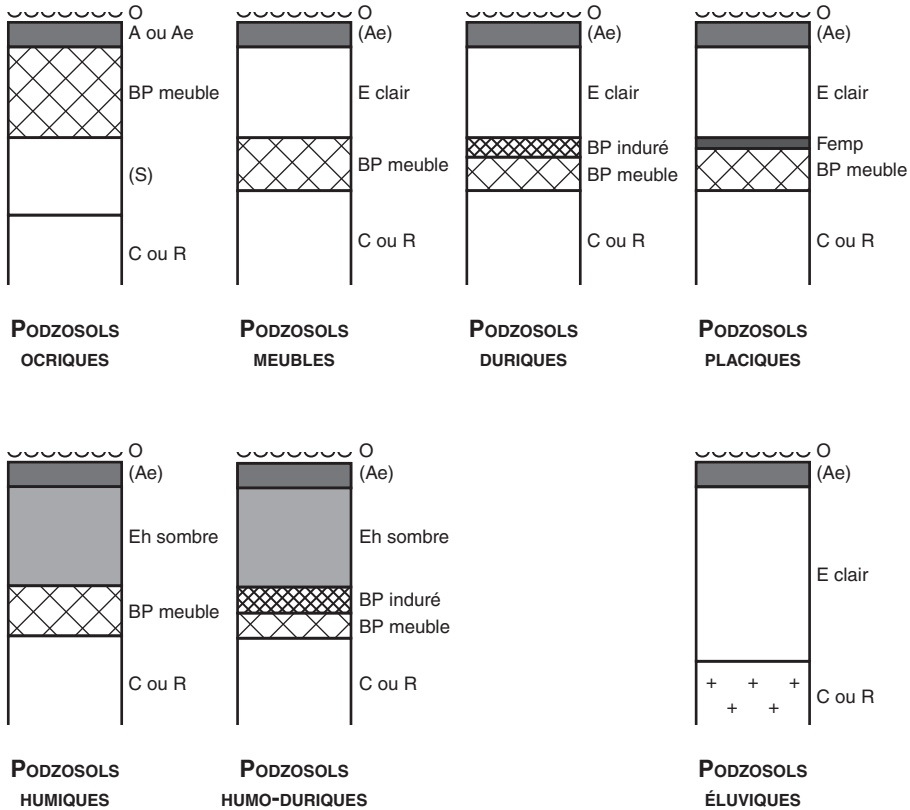 O
A ou Ae
BP meuble
(S)
C ou R
PODZOSOLS
OCRIQUES
O
(Ae)
E clair
BP meuble
C ou R
PODZOSOLS
MEUBLES
O
(Ae)
E clair
BP induré
BP meuble
C ou R
PODZOSOLS
DURIQUES
O
(Ae)
E clair
Femp
BP meuble
C ou R
PODZOSOLS
PLACIQUES
O
(Ae)
Eh sombre
BP meuble
C ou R
PODZOSOLS
HUMIQUES
O
(Ae)
Eh sombre
BP induré
BP meuble
C ou R
PODZOSOLS
HUMO-DURIQUES
O
(Ae)
E clair
C ou R
PODZOSOLS
ÉLUVIQUES